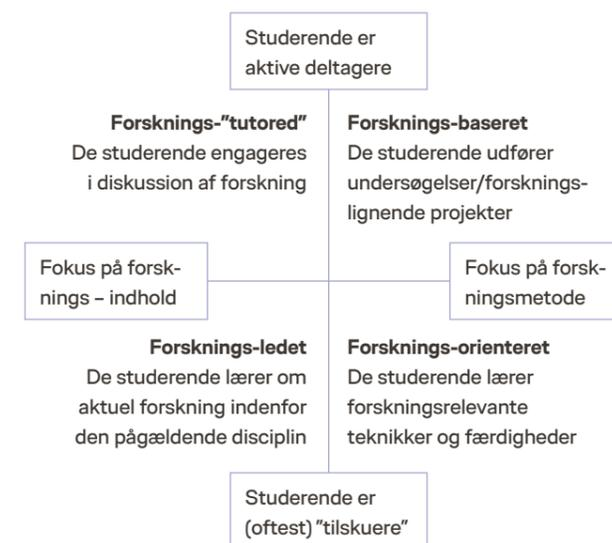 Studerende er
aktive deltagere
Forsknings-”tutored”
De studerende engageres
i diskussion af forskning
Forsknings-baseret
De studerende udfører
undersøgelser/forsknings-
lignende projekter
Fokus på forsk-
nings – indhold
Fokus på forsk-
ningsmetode
Forsknings-ledet
De studerende lærer om
aktuel forskning indenfor
den pågældende disciplin
Forsknings-orienteret
De studerende lærer
forskningsrelevante
teknikker og færdigheder
Studerende er
(oftest) ”tilskuere”